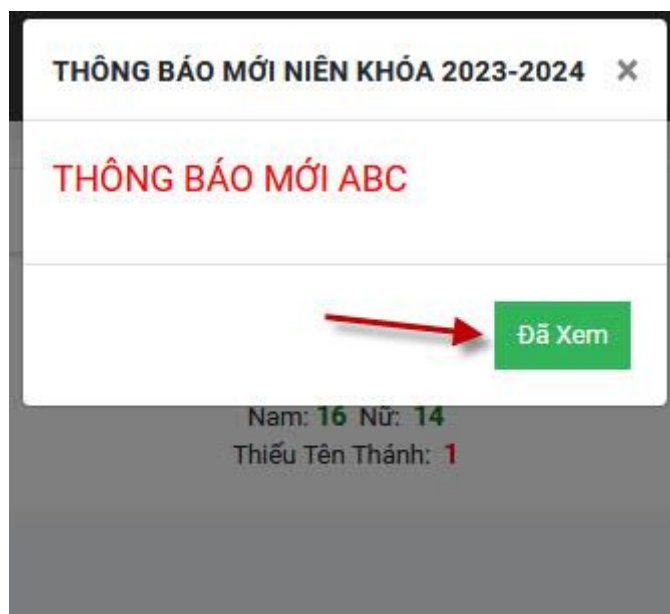 THÔNG BÁO MỚI NIÊN KHÓA 2023-2024 ×
THÔNG BÁO MỚI ABC
Đã Xem
Nam: 16 Nữ: 14
Thiếu Tên Thánh: 1